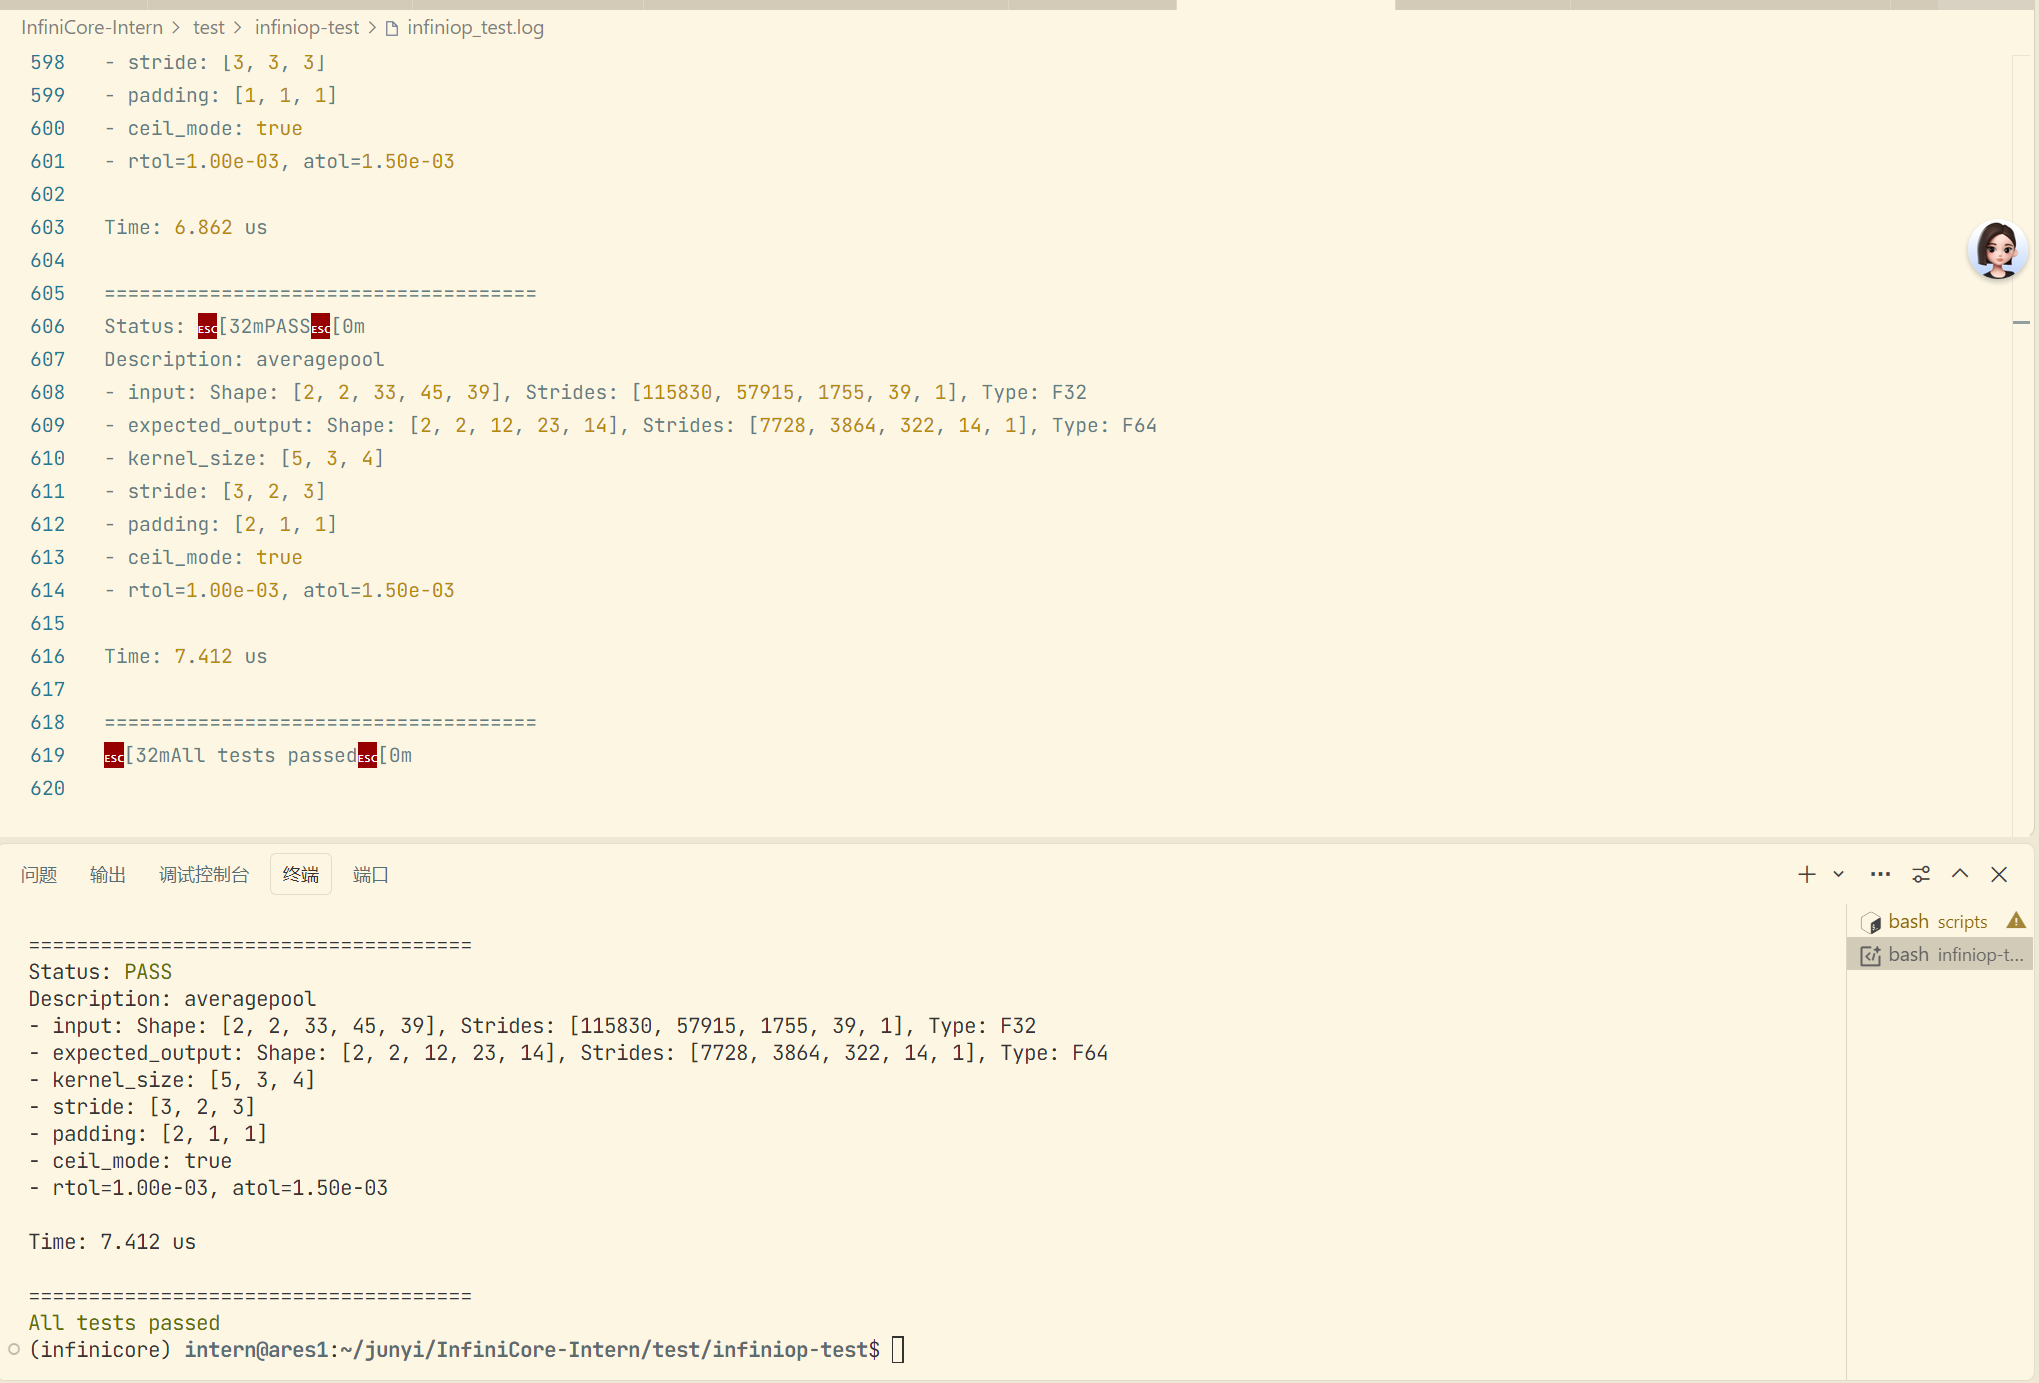 InfiniCore-Intern > test > infiniop-test > infiniop_test.log
598 - stride: [3, 3, 3]
599 - padding: [1, 1, 1]
600 - ceil_mode: true
601 - rtol=1.00e-03, atol=1.50e-03
602
603 Time: 6.862 us
604
605 =====================================
606 Status: ESC[32mPASSESC[0m
607 Description: averagepool
608 - input: Shape: [2, 2, 33, 45, 39], Strides: [115830, 57915, 1755, 39, 1], Type: F32
609 - expected_output: Shape: [2, 2, 12, 23, 14], Strides: [7728, 3864, 322, 14, 1], Type: F64
610 - kernel_size: [5, 3, 4]
611 - stride: [3, 2, 3]
612 - padding: [2, 1, 1]
613 - ceil_mode: true
614 - rtol=1.00e-03, atol=1.50e-03
615
616 Time: 7.412 us
617
618 =====================================
619 ESC[32mAll tests passedESC[0m
620
问题 输出 调试控制台 终端 端口
=====================================
Status: PASS
Description: averagepool
- input: Shape: [2, 2, 33, 45, 39], Strides: [115830, 57915, 1755, 39, 1], Type: F32
- expected_output: Shape: [2, 2, 12, 23, 14], Strides: [7728, 3864, 322, 14, 1], Type: F64
- kernel_size: [5, 3, 4]
- stride: [3, 2, 3]
- padding: [2, 1, 1]
- ceil_mode: true
- rtol=1.00e-03, atol=1.50e-03
Time: 7.412 us
=====================================
All tests passed
(infinicore) intern@ares1:~/junyi/InfiniCore-Intern/test/infiniop-test$
bash scripts
bash infiniop-t...